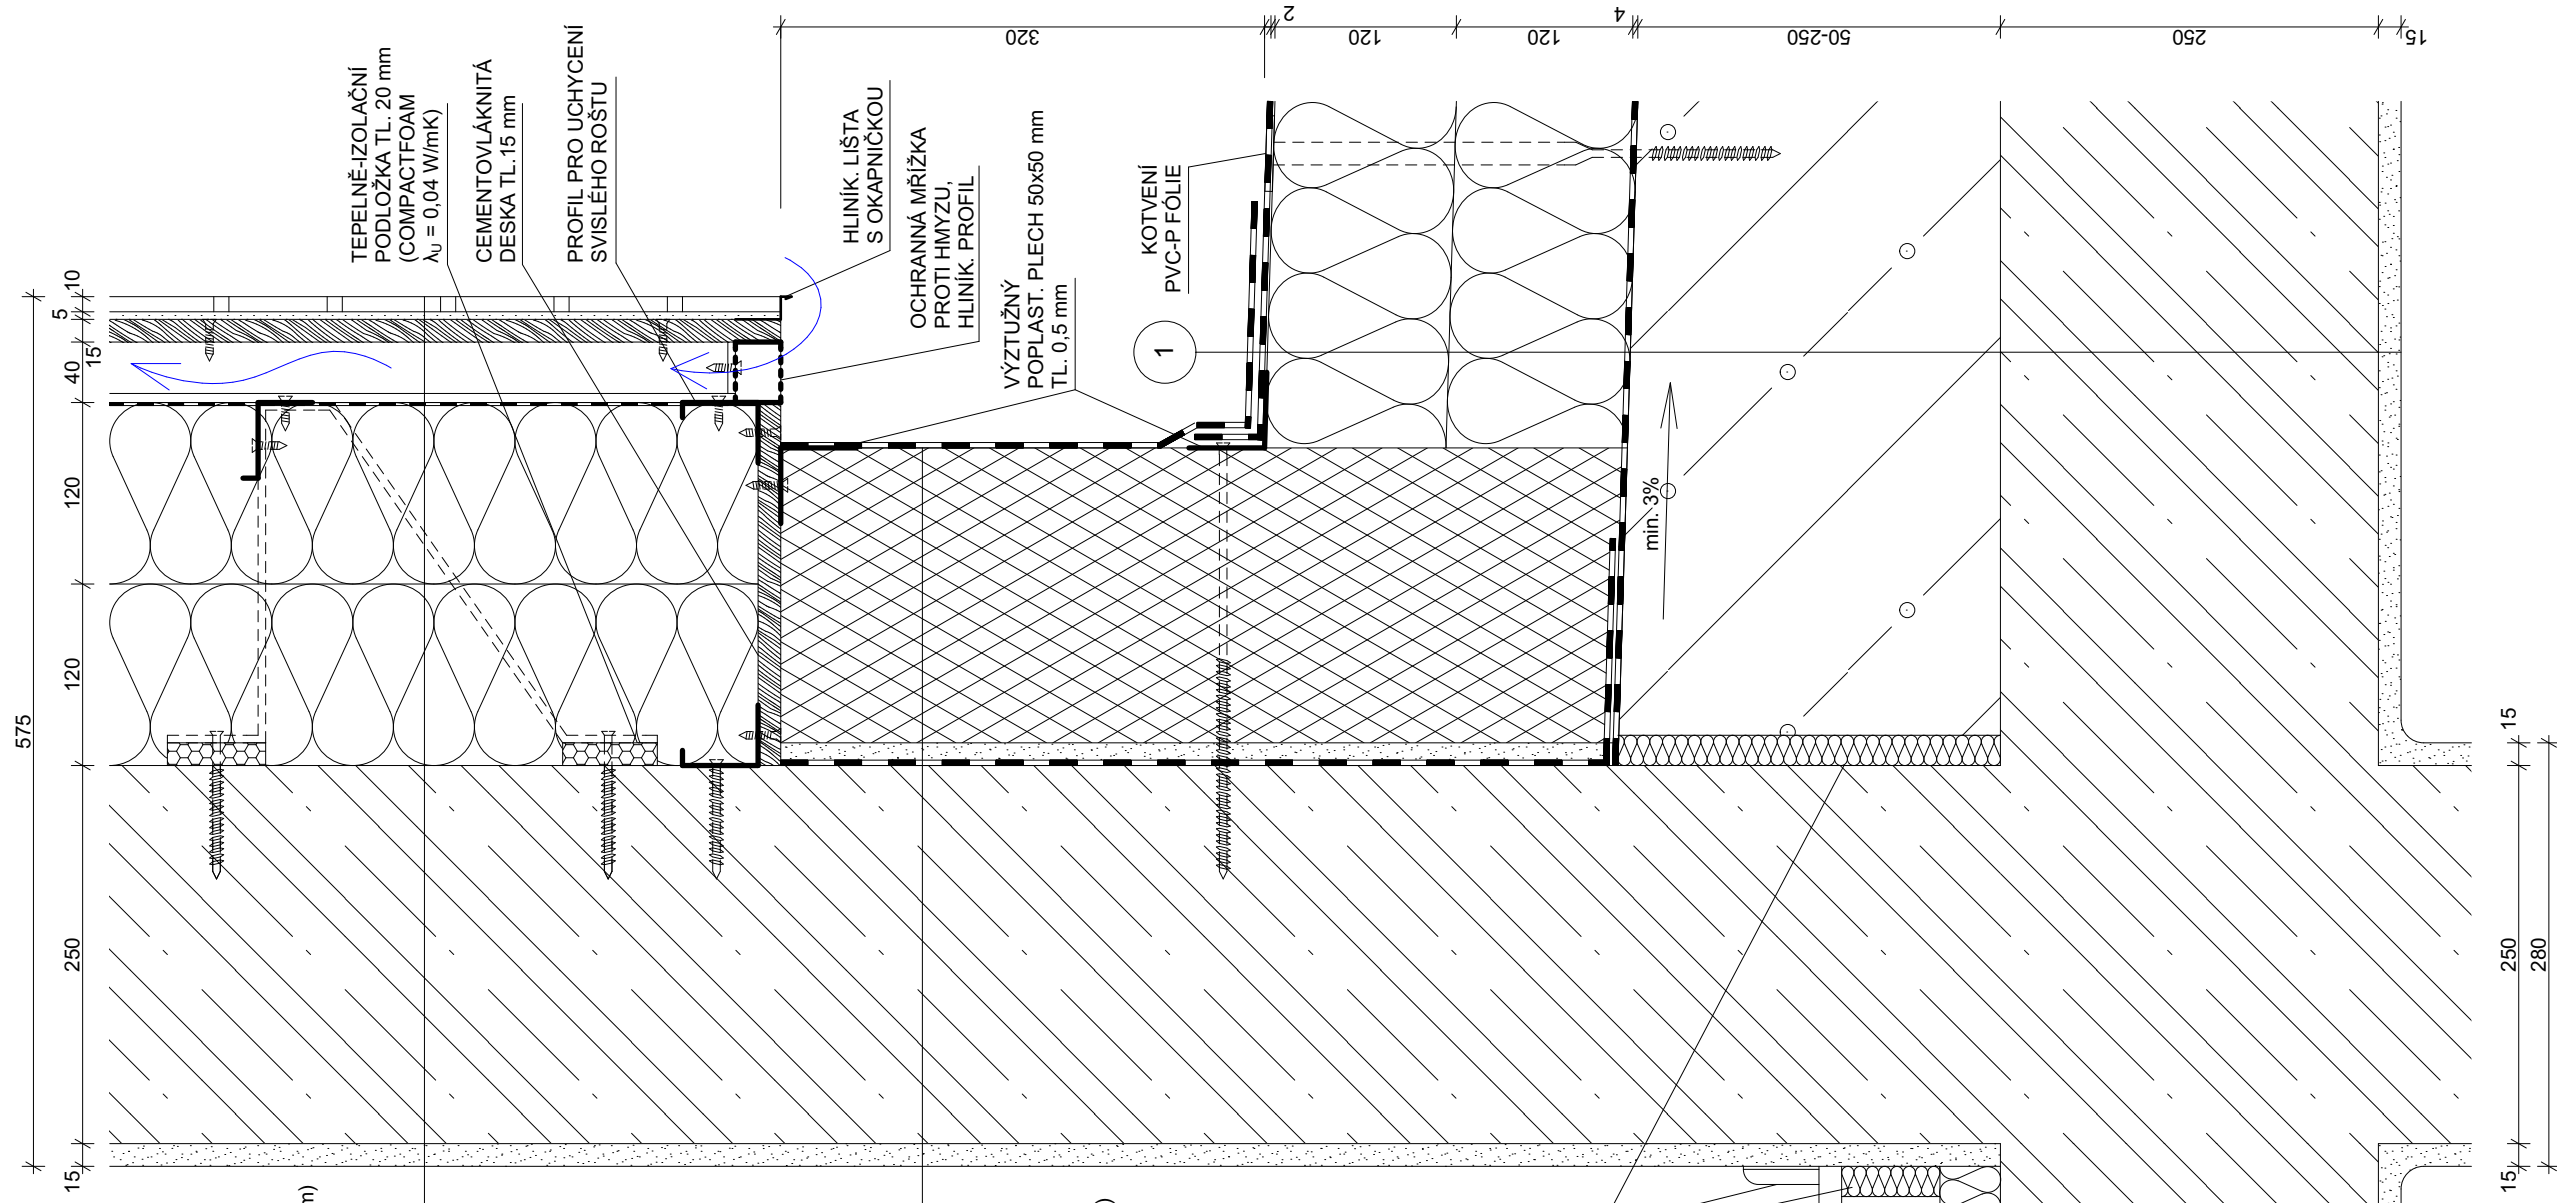 TEPELNĚ-IZOLAČNÍ
PODLOŽKA TL. 20 mm
(COMPACTFOAM
λU = 0,04 W/mK)
CEMENTOVLÁKNITÁ
DESKA TL.15 mm
PROFIL PRO UCHYCENÍ
SVISLÉHO ROŠTU
HLINÍK. LIŠTA
S OKAPNIČKOU
OCHRANNÁ MŘÍŽKA
PROTI HMYZU,
HLINÍK. PROFIL
VÝZTUŽNÝ
POPLAST. PLECH 50x50 mm
TL. 0,5 mm
KOTVENÍ
PVC-P FÓLIE
1
min. 3%
575
15
250
120
120
40
15
5
10
320
2
120
120
4
50-250
250
15
15
250
15
280
m)
)